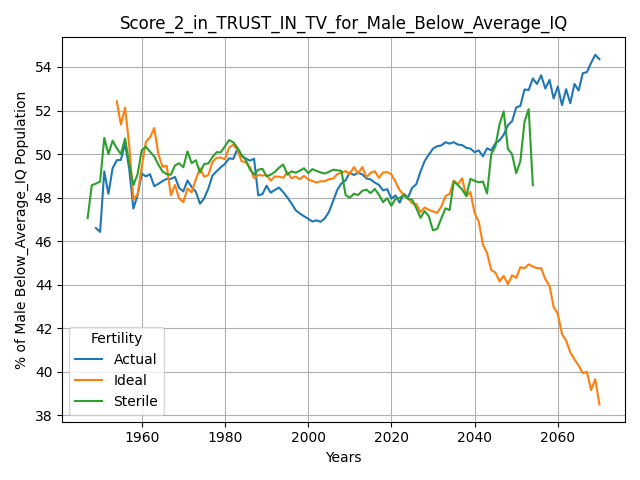 Score_2_in_TRUST_IN_TV_for_Male_Below_Average_IQ
% of Male Below_Average_IQ Population
54
52
50
48
46
44
42
40
38
Fertility
Actual
Ideal
Sterile
1960 1980 2000 2020 2040 2060
Years